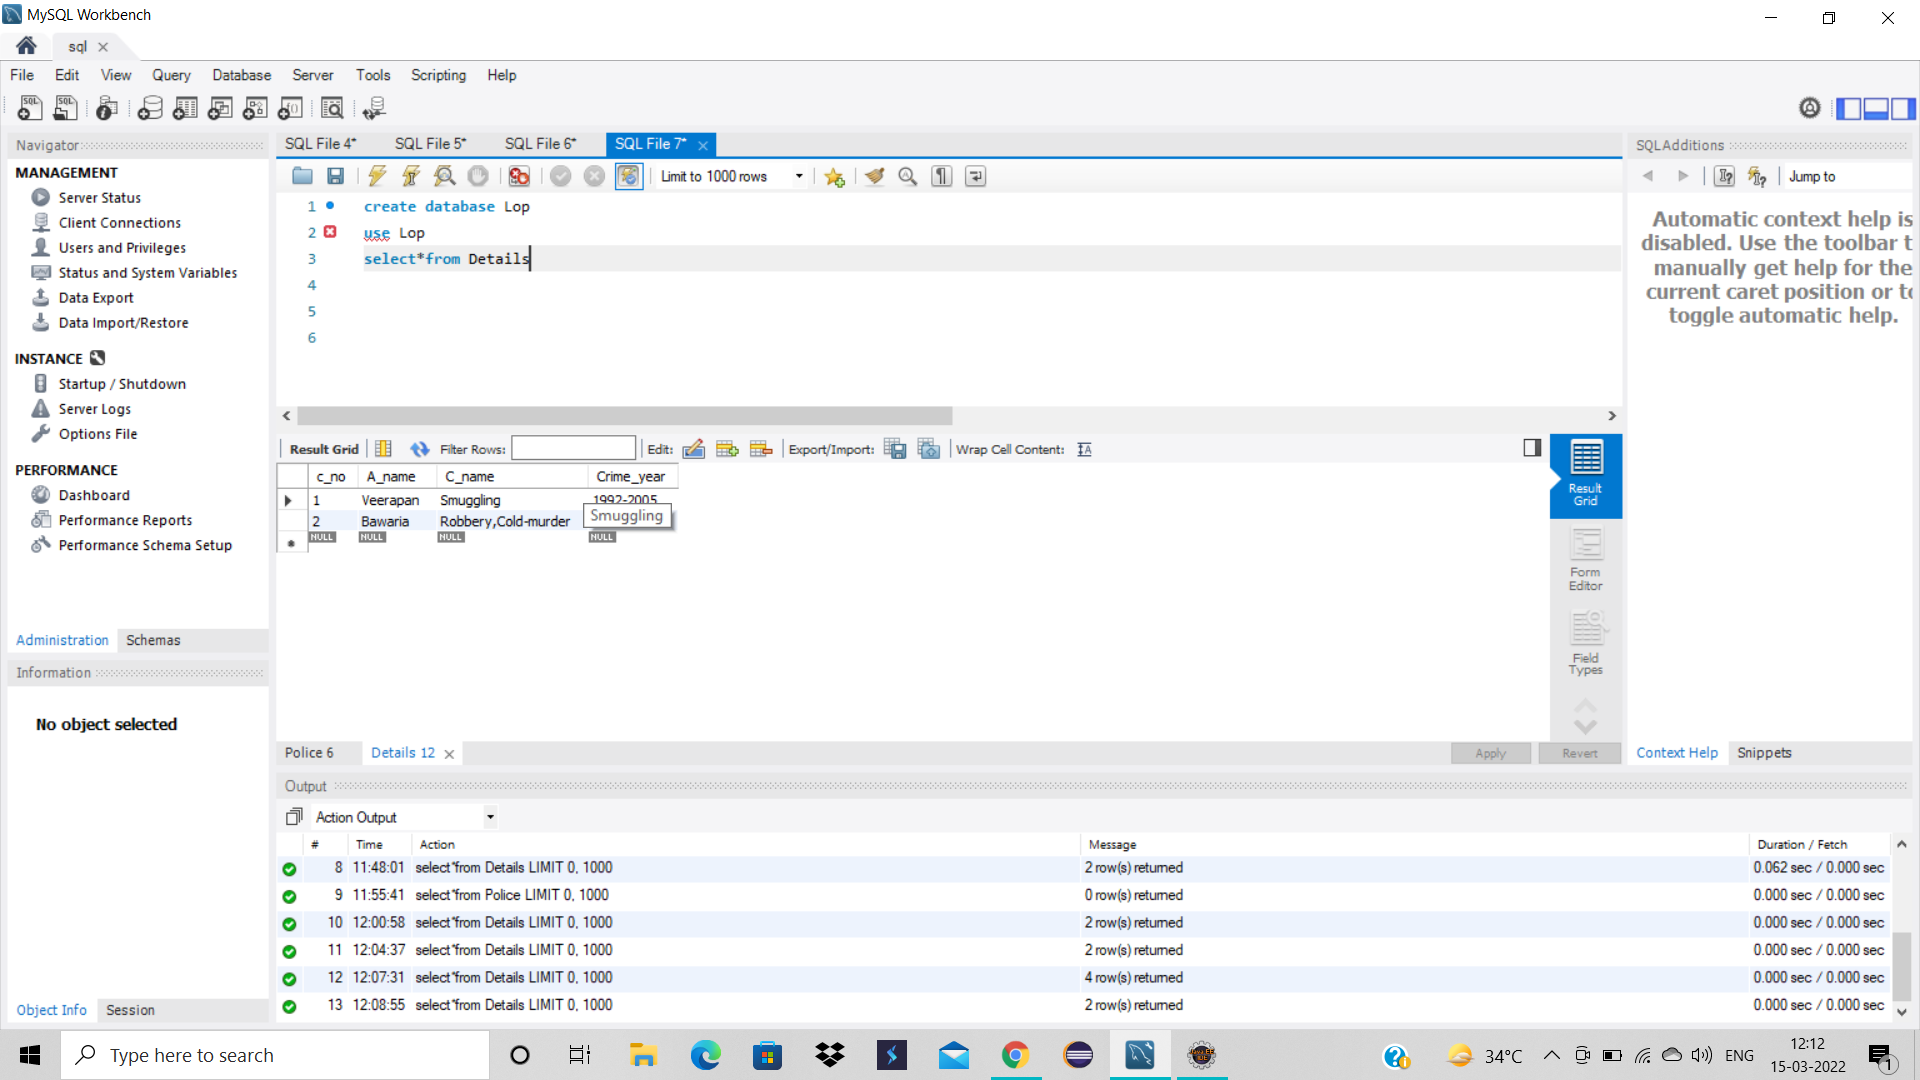 MySQL Workbench
sql
File Edit View Query Database Server Tools Scripting Help
Navigator
MANAGEMENT
Server Status
Client Connections
Users and Privileges
Status and System Variables
Data Export
Data Import/Restore
INSTANCE
Startup / Shutdown
Server Logs
Options File
PERFORMANCE
Dashboard
Performance Reports
Performance Schema Setup
Administration Schemas
Information
No object selected
Object Info Session
SQL File 4* SQL File 5* SQL File 6* SQL File 7*
Limit to 1000 rows
1 create database Lop
2 use Lop
3 select*from Details
4
5
6
Result Grid Filter Rows: Edit: Export/Import: Wrap Cell Content:
c_no A_name C_name Crime_year
1 Veerapan Smuggling 1992-2005
2 Bawaria Robbery,Cold-murder
Smuggling
NULL NULL NULL NULL
Result Grid
Form Editor
Field Types
Police 6 Details 12
Apply Revert
SQLAdditions
Jump to
Automatic context help is
disabled. Use the toolbar t
manually get help for the
current caret position or to
toggle automatic help.
Context Help Snippets
Output
Action Output
# Time Action Message Duration / Fetch
8 11:48:01 select*from Details LIMIT 0, 1000 2 row(s) returned 0.062 sec / 0.000 sec
9 11:55:41 select*from Police LIMIT 0, 1000 0 row(s) returned 0.000 sec / 0.000 sec
10 12:00:58 select*from Details LIMIT 0, 1000 2 row(s) returned 0.000 sec / 0.000 sec
11 12:04:37 select*from Details LIMIT 0, 1000 2 row(s) returned 0.000 sec / 0.000 sec
12 12:07:31 select*from Details LIMIT 0, 1000 4 row(s) returned 0.000 sec / 0.000 sec
13 12:08:55 select*from Details LIMIT 0, 1000 2 row(s) returned 0.000 sec / 0.000 sec
Type here to search
34°C
ENG
12:12
15-03-2022
1